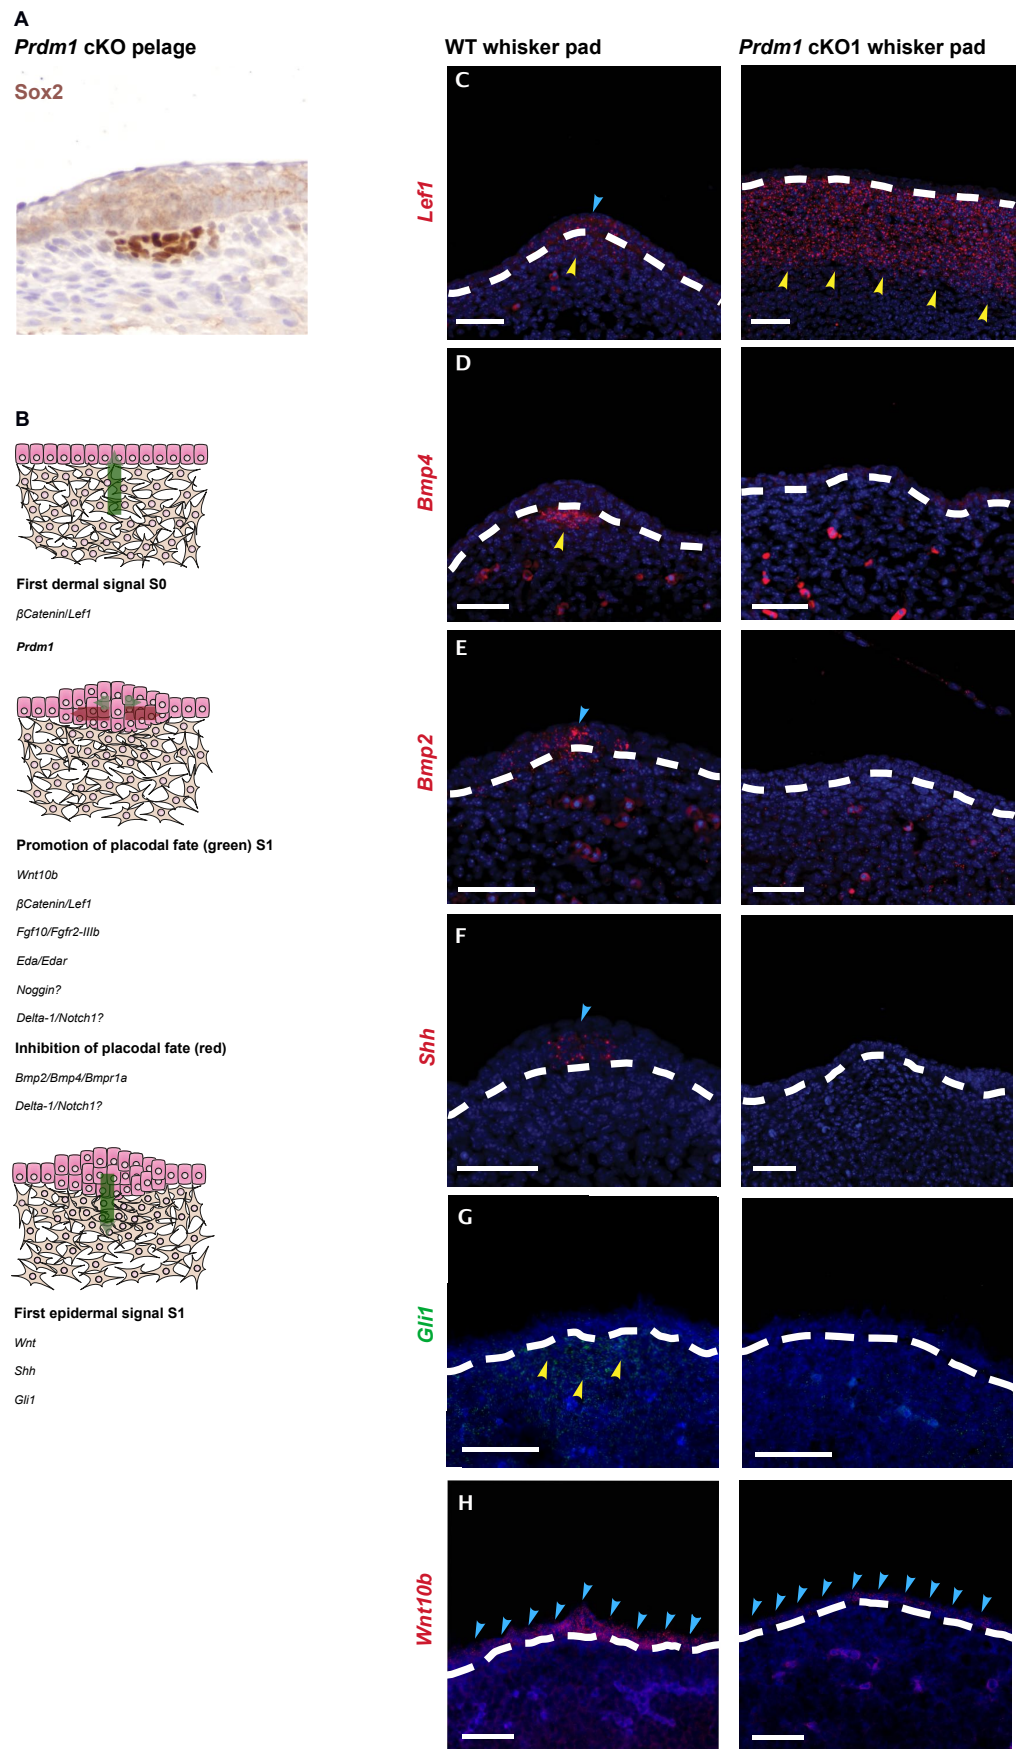 A
Prdm1 cKO pelage
Sox2
B
First dermal signal S0
βCatenin/Lef1
Prdm1
Promotion of placodal fate (green) S1
Wnt10b
βCatenin/Lef1
Fgf10/Fgfr2-IIIb
Eda/Edar
Noggin?
Delta-1/Notch1?
Inhibition of placodal fate (red)
Bmp2/Bmp4/Bmpr1a
Delta-1/Notch1?
First epidermal signal S1
Wnt
Shh
Gli1
WT whisker pad
Prdm1 cKO1 whisker pad
C
Lef1
D
Bmp4
E
Bmp2
F
Shh
G
Gli1
H
Wnt10b